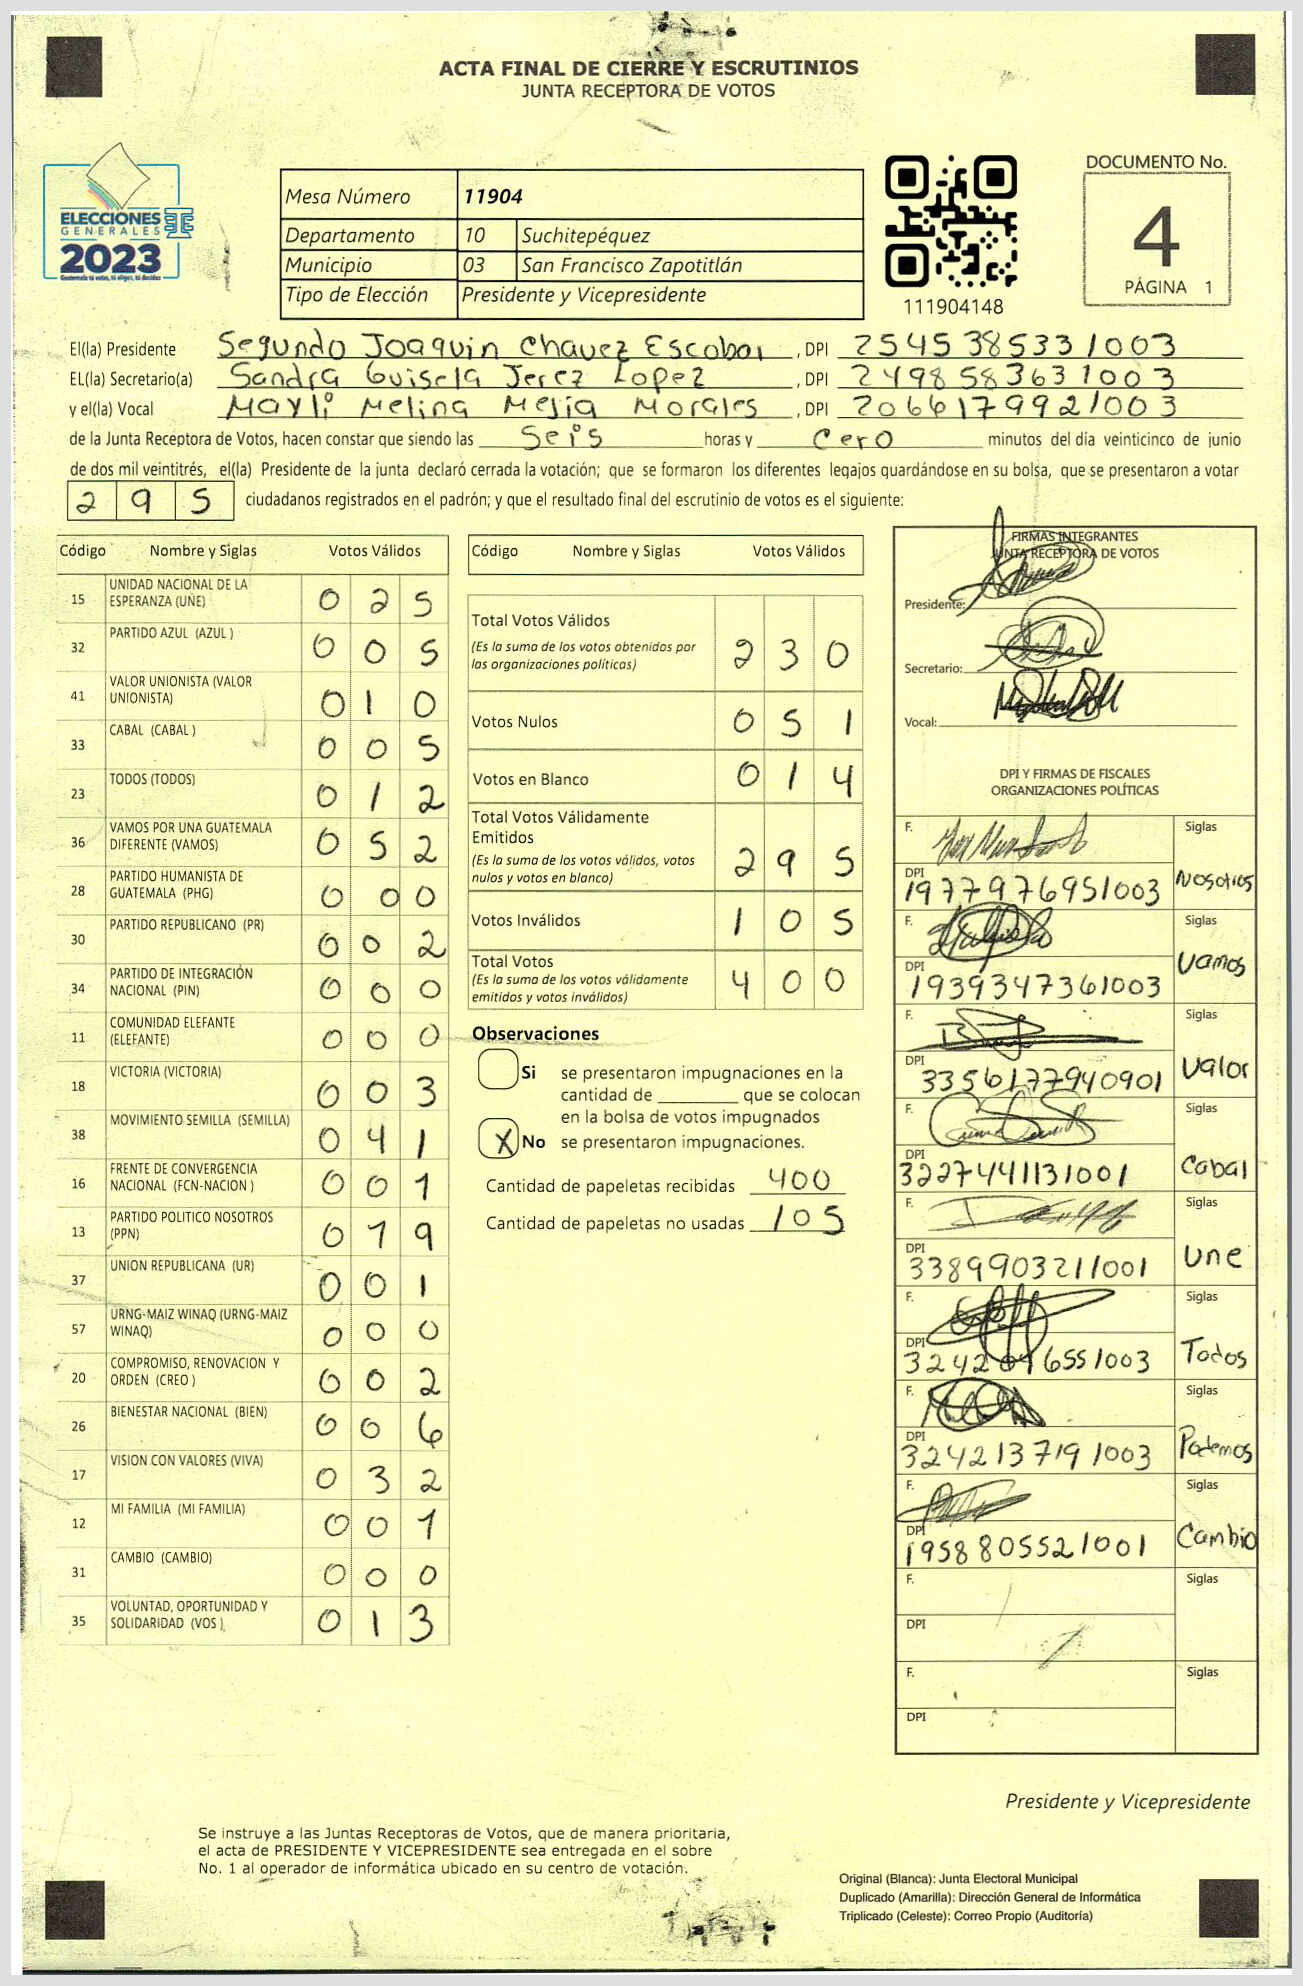 ACTA FINAL DE CIERRE Y ESCRUTINIOS
JUNTA RECEPTORA DE VOTOS
ELECCIONES
GENERALES
2023
Guatemala tú votas, tú eliges, tú decides
Mesa Número 11904
Departamento 10 Suchitepéquez
Municipio 03 San Francisco Zapotitlán
Tipo de Elección Presidente y Vicepresidente
111904148
DOCUMENTO No.
4
PÁGINA 1
El(la) Presidente Segundo Joaquin Chavez Escobar , DPI 2545385331003
EL(la) Secretario(a) Sandra Guisela Jerez Lopez , DPI 2498583631003
y el(la) Vocal Mayli Melina Mejia Morales , DPI 2066179921003
de la Junta Receptora de Votos, hacen constar que siendo las Seis horas y Cero minutos del día veinticinco de junio
de dos mil veintitrés, el(la) Presidente de la junta declaró cerrada la votación; que se formaron los diferentes legajos quardándose en su bolsa, que se presentaron a votar
295 ciudadanos registrados en el padrón; y que el resultado final del escrutinio de votos es el siguiente:
Código Nombre y Siglas Votos Válidos
15 UNIDAD NACIONAL DE LA ESPERANZA (UNE) 0 2 5
32 PARTIDO AZUL (AZUL ) 0 0 5
41 VALOR UNIONISTA (VALOR UNIONISTA) 0 1 0
33 CABAL (CABAL ) 0 0 5
23 TODOS (TODOS) 0 1 2
36 VAMOS POR UNA GUATEMALA DIFERENTE (VAMOS) 0 5 2
28 PARTIDO HUMANISTA DE GUATEMALA (PHG) 0 0 0
30 PARTIDO REPUBLICANO (PR) 0 0 2
34 PARTIDO DE INTEGRACIÓN NACIONAL (PIN) 0 0 0
11 COMUNIDAD ELEFANTE (ELEFANTE) 0 0 0
18 VICTORIA (VICTORIA) 0 0 3
38 MOVIMIENTO SEMILLA (SEMILLA) 0 4 1
16 FRENTE DE CONVERGENCIA NACIONAL (FCN-NACION ) 0 0 1
13 PARTIDO POLITICO NOSOTROS (PPN) 0 1 9
37 UNION REPUBLICANA (UR) 0 0 1
57 URNG-MAIZ WINAQ (URNG-MAIZ WINAQ) 0 0 0
20 COMPROMISO, RENOVACION Y ORDEN (CREO ) 0 0 2
26 BIENESTAR NACIONAL (BIEN) 0 0 6
17 VISION CON VALORES (VIVA) 0 3 2
12 MI FAMILIA (MI FAMILIA) 0 0 1
31 CAMBIO (CAMBIO) 0 0 0
35 VOLUNTAD, OPORTUNIDAD Y SOLIDARIDAD (VOS ) 0 1 3
Código Nombre y Siglas Votos Válidos
Total Votos Válidos
(Es la suma de los votos obtenidos por
las organizaciones políticas) 2 3 0
Votos Nulos 0 5 1
Votos en Blanco 0 1 4
Total Votos Válidamente
Emitidos
(Es la suma de los votos válidos, votos
nulos y votos en blanco) 2 9 5
Votos Inválidos 1 0 5
Total Votos
(Es la suma de los votos válidamente
emitidos y votos inválidos) 4 0 0
Observaciones
Si se presentaron impugnaciones en la
cantidad de ________ que se colocan
en la bolsa de votos impugnados
X No se presentaron impugnaciones.
Cantidad de papeletas recibidas 400
Cantidad de papeletas no usadas 105
FIRMAS INTEGRANTES
JUNTA RECEPTORA DE VOTOS
Presidente:
Secretario:
Vocal:
DPI Y FIRMAS DE FISCALES
ORGANIZACIONES POLÍTICAS
F. Siglas
DPI 1977976951003 Nosotros
F. Siglas
DPI 1939347361003 Vamos
F. Siglas
DPI 3356177940901 Valor
F. Siglas
DPI 3227441131001 Cabal
F. Siglas
DPI 3389903211001 Une
F. Siglas
DPI Todos
F. Siglas
DPI 3242137191003 Podemos
F. Siglas
DPI 1958805521001 Cambio
F. Siglas
DPI
F. Siglas
DPI
Presidente y Vicepresidente
Se instruye a las Juntas Receptoras de Votos, que de manera prioritaria,
el acta de PRESIDENTE Y VICEPRESIDENTE sea entregada en el sobre
No. 1 al operador de informática ubicado en su centro de votación.
Original (Blanca): Junta Electoral Municipal
Duplicado (Amarilla): Dirección General de Informática
Triplicado (Celeste): Correo Propio (Auditoría)